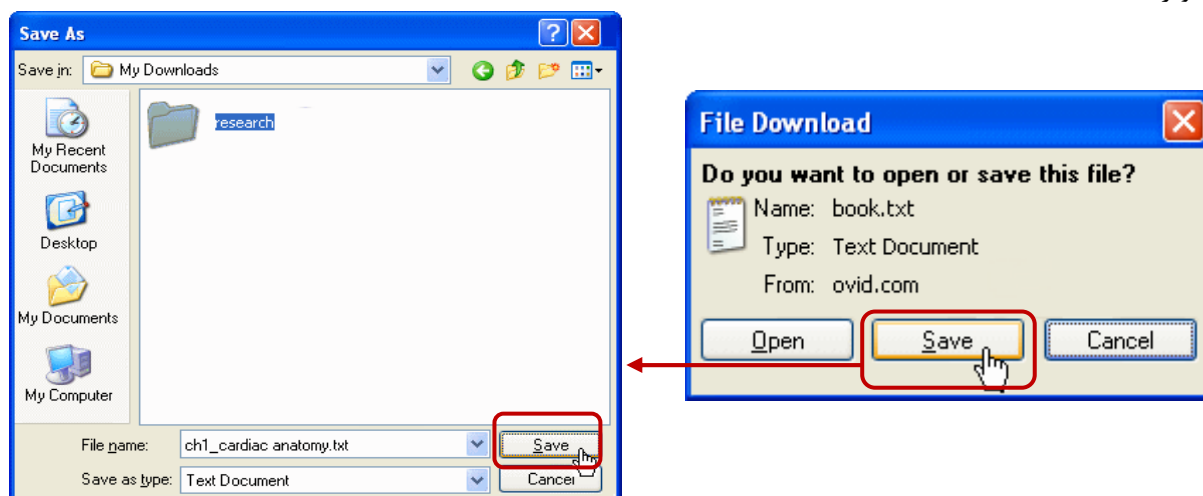 Save As
Save in: My Downloads
research
My Recent
Documents
Desktop
My Documents
My Computer
File name: ch1_cardiac anatomy.txt Save
Save as type: Text Document Cancel
File Download
Do you want to open or save this file?
Name: book.txt
Type: Text Document
From: ovid.com
Open Save Cancel